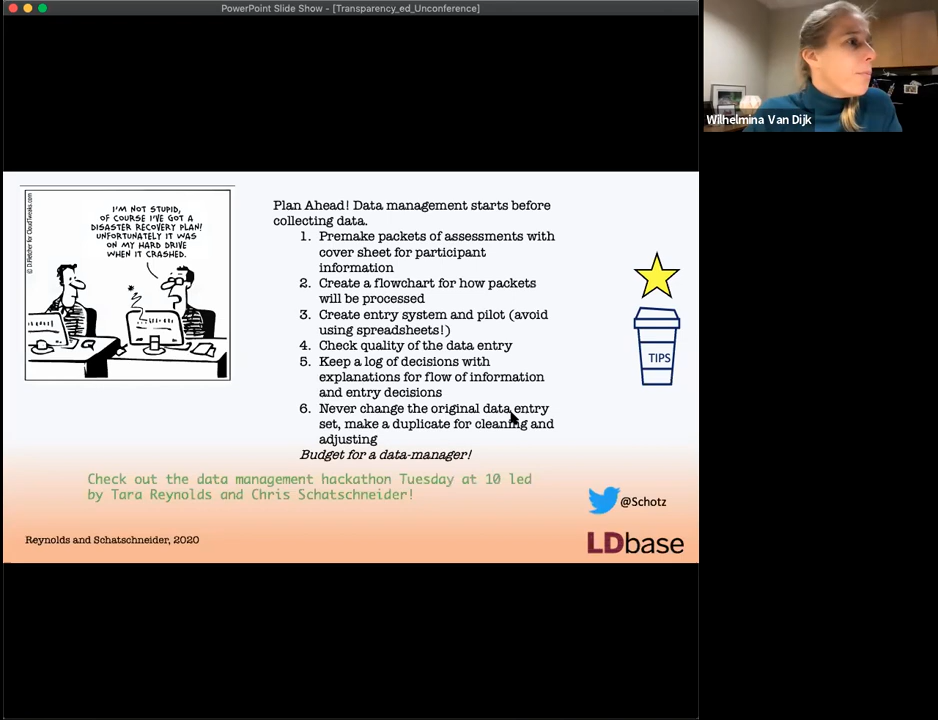 PowerPoint Slide Show - [Transparency_ed_Unconference]
Wilhelmina Van Dijk
© D.Fletcher for CloudTweaks.com
I'M NOT STUPID,
OF COURSE I'VE GOT A
DISASTER RECOVERY PLAN!
UNFORTUNATELY IT WAS
ON MY HARD DRIVE
WHEN IT CRASHED.
Plan Ahead! Data management starts before
collecting data.
1. Premake packets of assessments with
cover sheet for participant
information
2. Create a flowchart for how packets
will be processed
3. Create entry system and pilot (avoid
using spreadsheets!)
4. Check quality of the data entry
5. Keep a log of decisions with
explanations for flow of information
and entry decisions
6. Never change the original data entry
set, make a duplicate for cleaning and
adjusting
Budget for a data-manager!
TIPS
Check out the data management hackathon Tuesday at 10 led
by Tara Reynolds and Chris Schatschneider!
@Schotz
Reynolds and Schatschneider, 2020
LDbase